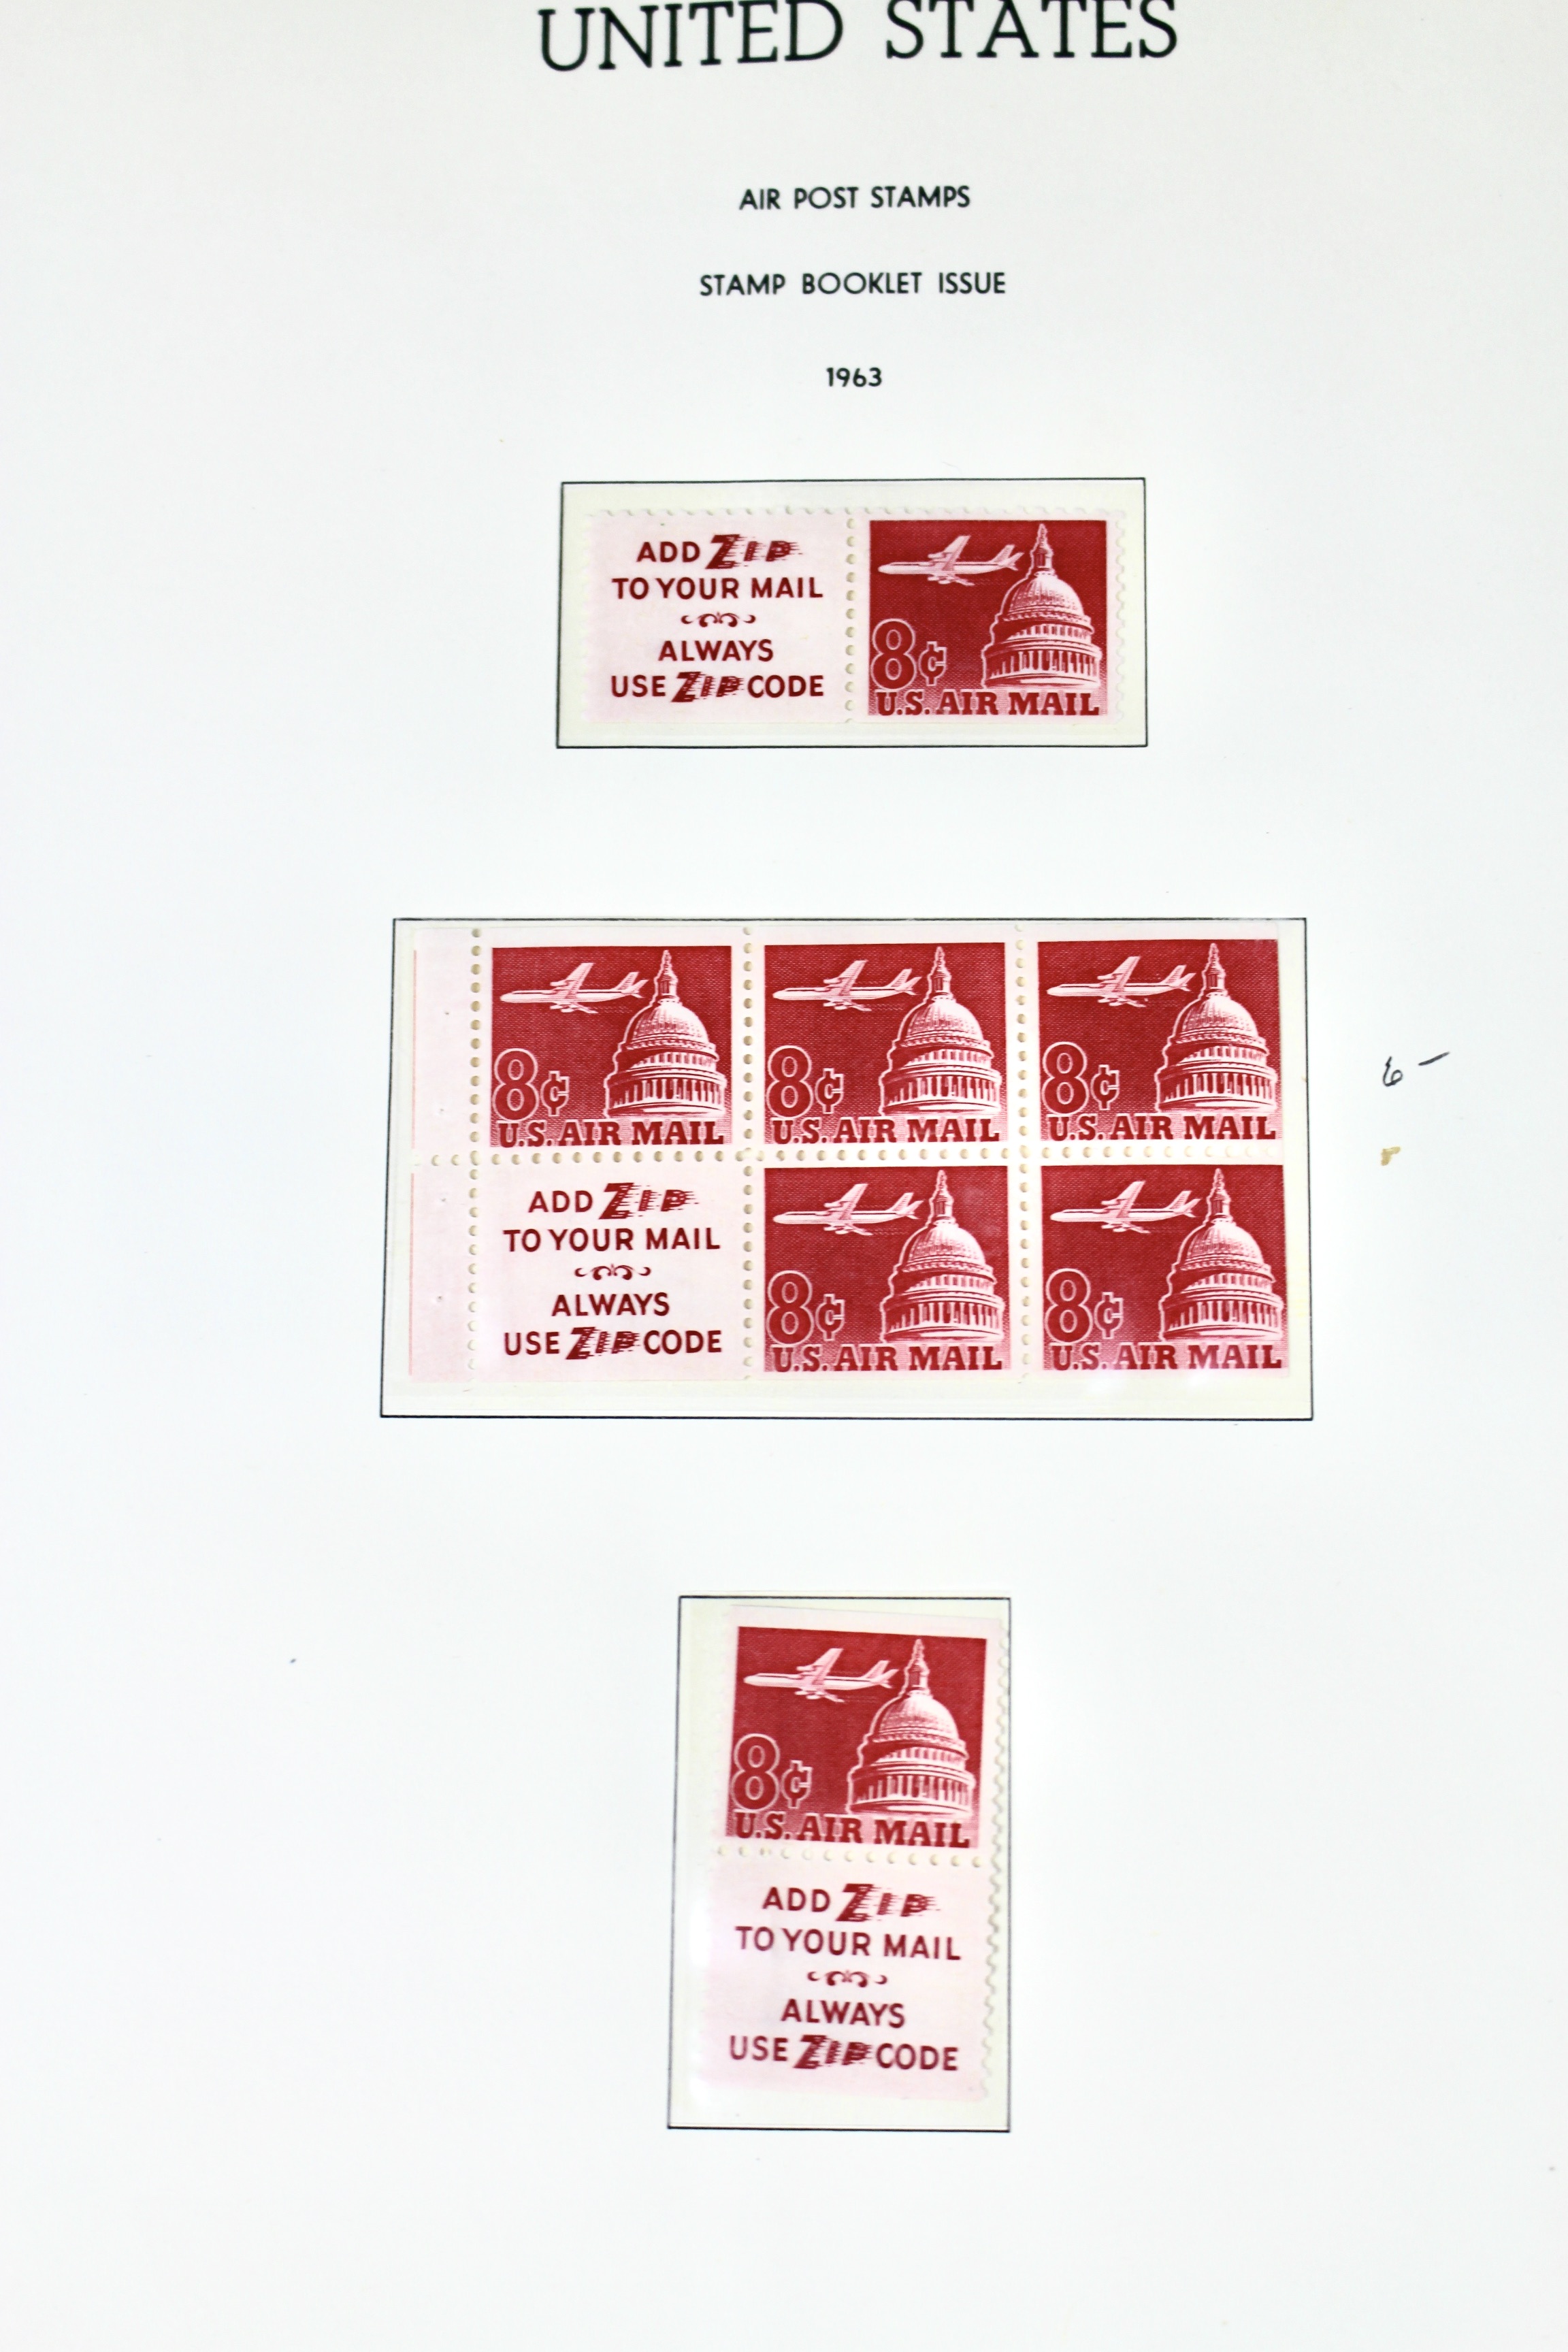 UNITED STATES
AIR POST STAMPS
STAMP BOOKLET ISSUE
1963
ADD ZIP
TO YOUR MAIL
ALWAYS
USE ZIP CODE
8¢
U.S. AIR MAIL
8¢
U.S. AIR MAIL
8¢
U.S. AIR MAIL
8¢
U.S. AIR MAIL
6 —
ADD ZIP
TO YOUR MAIL
ALWAYS
USE ZIP CODE
8¢
U.S. AIR MAIL
8¢
U.S. AIR MAIL
8¢
U.S. AIR MAIL
ADD ZIP
TO YOUR MAIL
ALWAYS
USE ZIP CODE